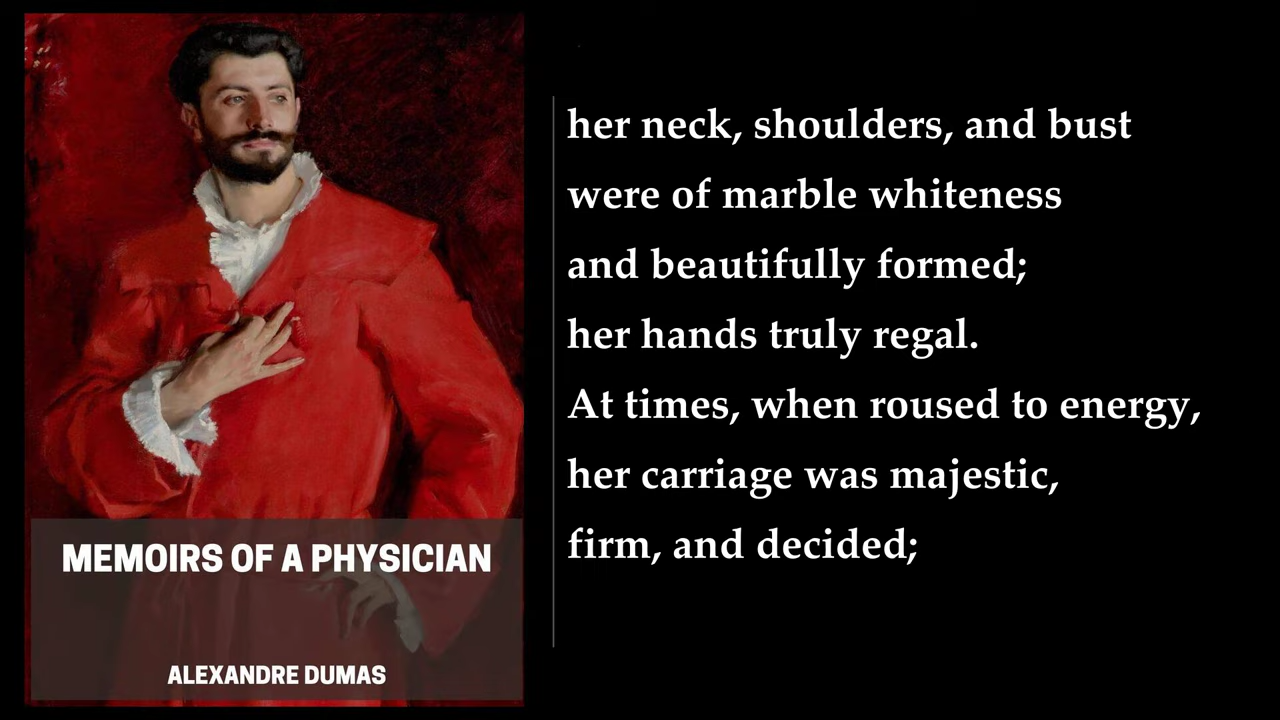 MEMOIRS OF A PHYSICIAN
ALEXANDRE DUMAS
her neck, shoulders, and bust
were of marble whiteness
and beautifully formed;
her hands truly regal.
At times, when roused to energy,
her carriage was majestic,
firm, and decided;